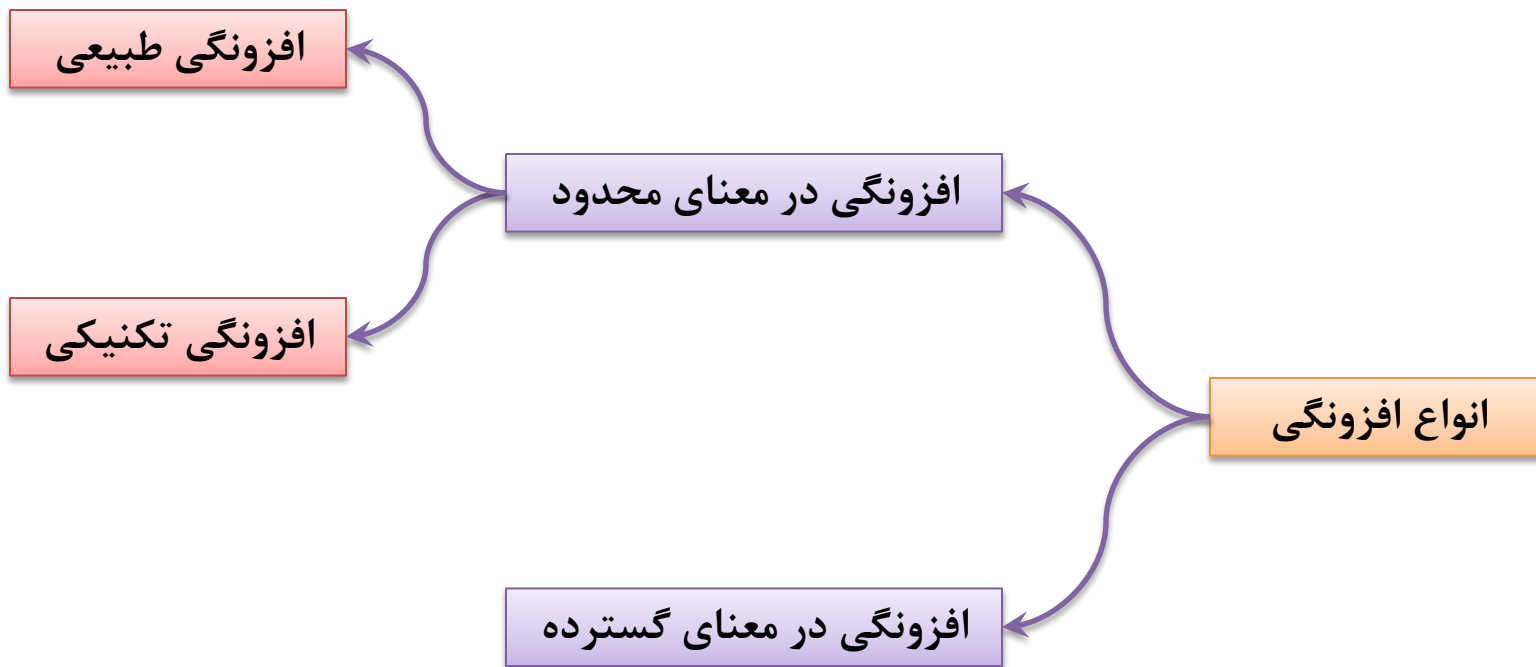 انواع افزونگی
افزونگی در معنای محدود
افزونگی طبیعی
افزونگی تکنیکی
افزونگی در معنای گسترده